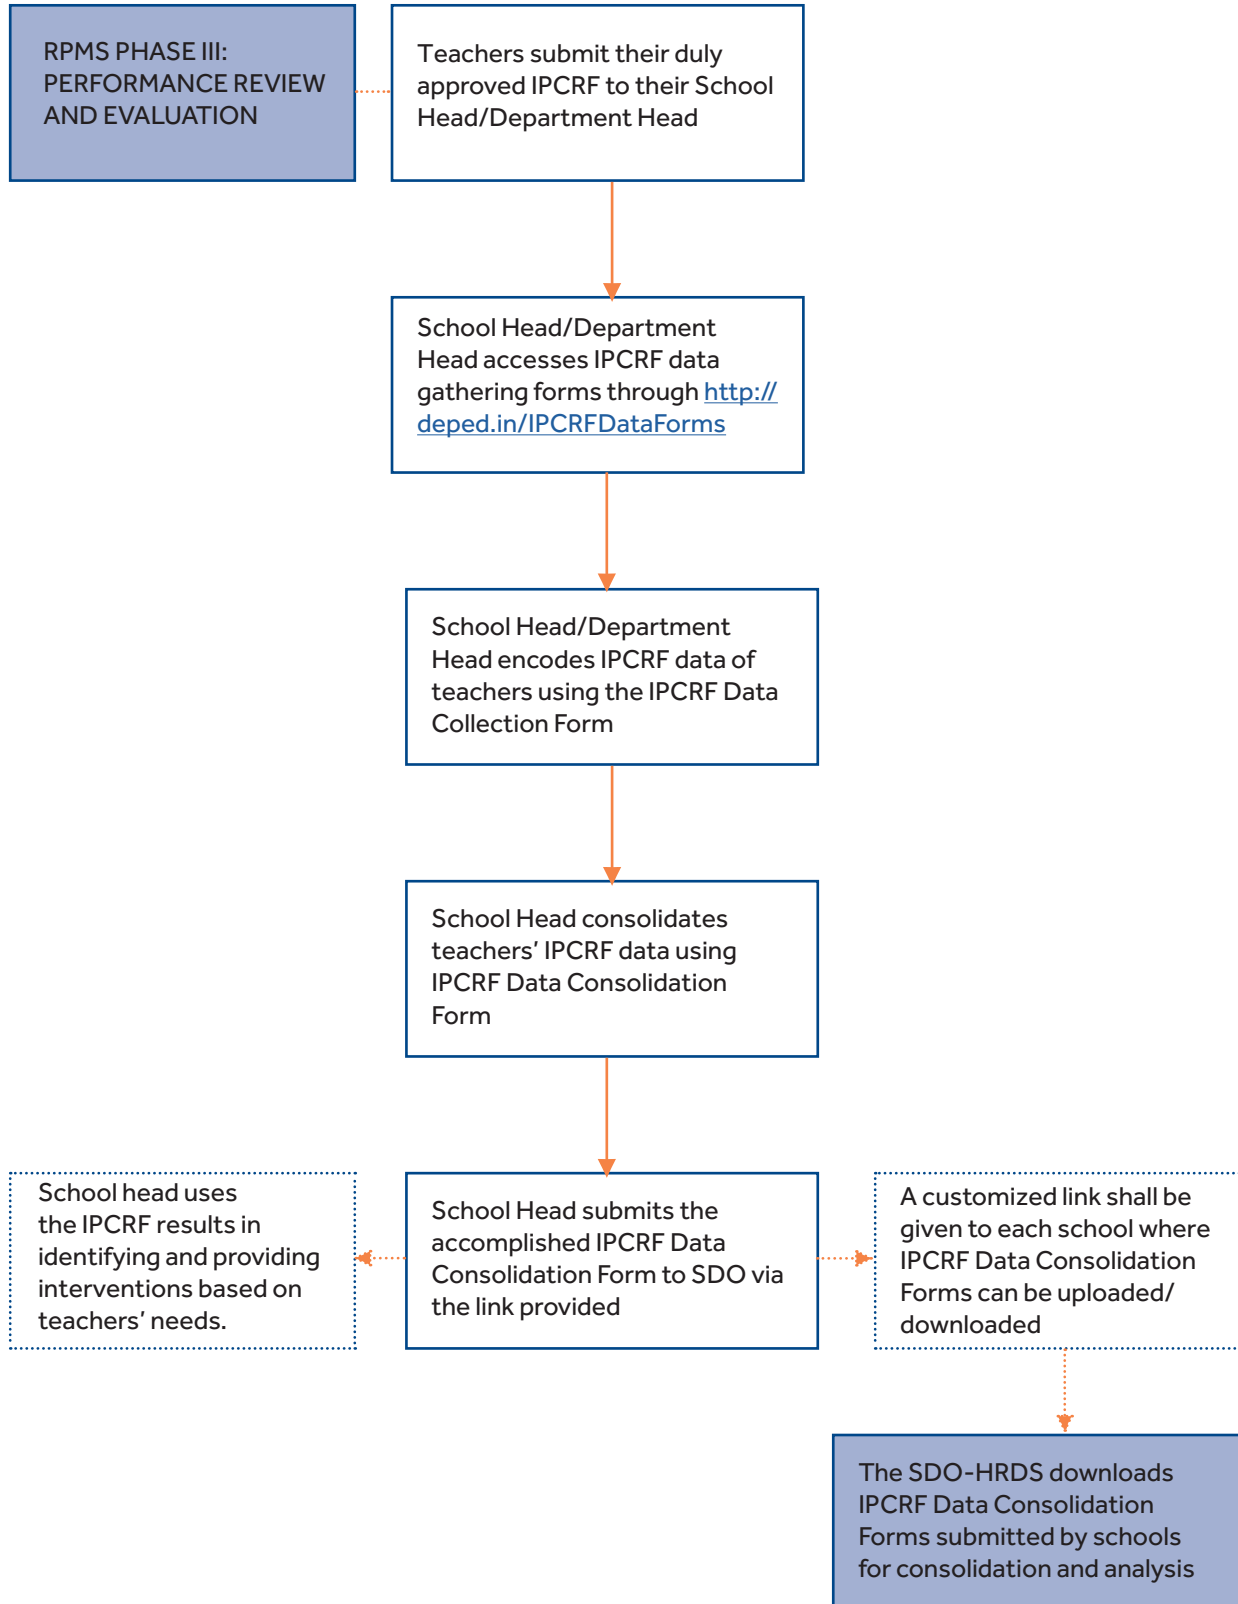 RPMS PHASE III:
PERFORMANCE REVIEW
AND EVALUATION
Teachers submit their duly
approved IPCRF to their School
Head/Department Head
School Head/Department
Head accesses IPCRF data
gathering forms through http://
deped.in/IPCRFDataForms
School Head/Department
Head encodes IPCRF data of
teachers using the IPCRF Data
Collection Form
School Head consolidates
teachers’ IPCRF data using
IPCRF Data Consolidation
Form
School head uses
the IPCRF results in
identifying and providing
interventions based on
teachers’ needs.
School Head submits the
accomplished IPCRF Data
Consolidation Form to SDO via
the link provided
A customized link shall be
given to each school where
IPCRF Data Consolidation
Forms can be uploaded/
downloaded
The SDO-HRDS downloads
IPCRF Data Consolidation
Forms submitted by schools
for consolidation and analysis